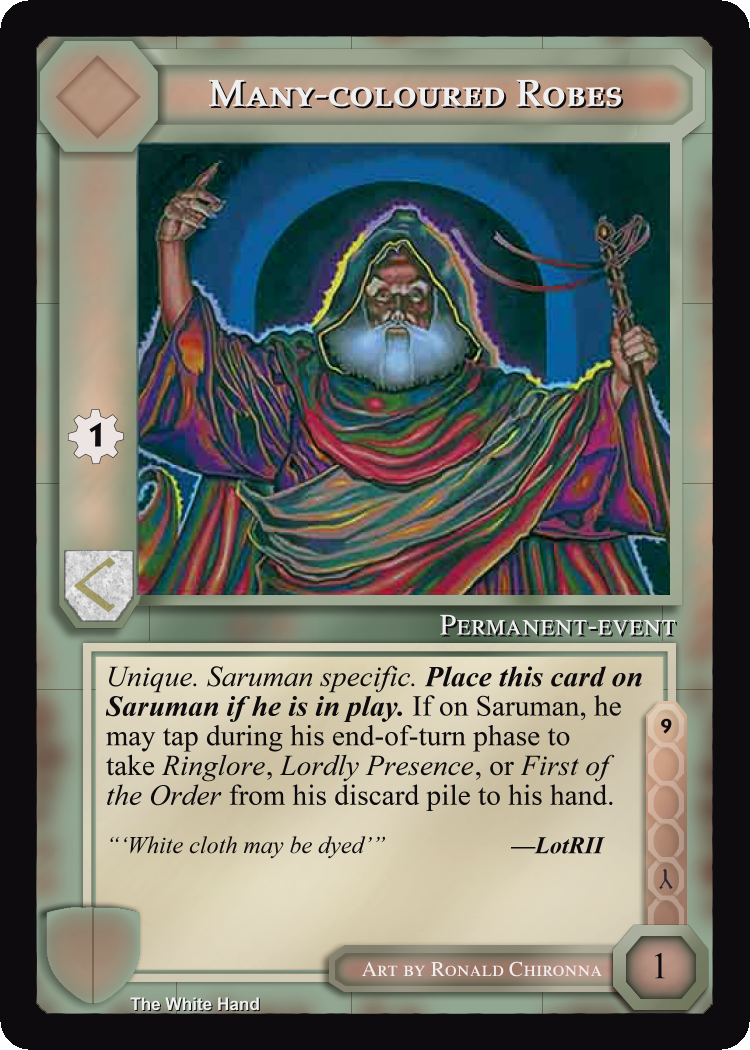 Many-coloured Robes
1
Permanent-event
Unique. Saruman specific. Place this card on
Saruman if he is in play. If on Saruman, he
may tap during his end-of-turn phase to
take Ringlore, Lordly Presence, or First of
the Order from his discard pile to his hand.
9
“‘White cloth may be dyed’” —LotRII
Art by Ronald Chironna
1
The White Hand